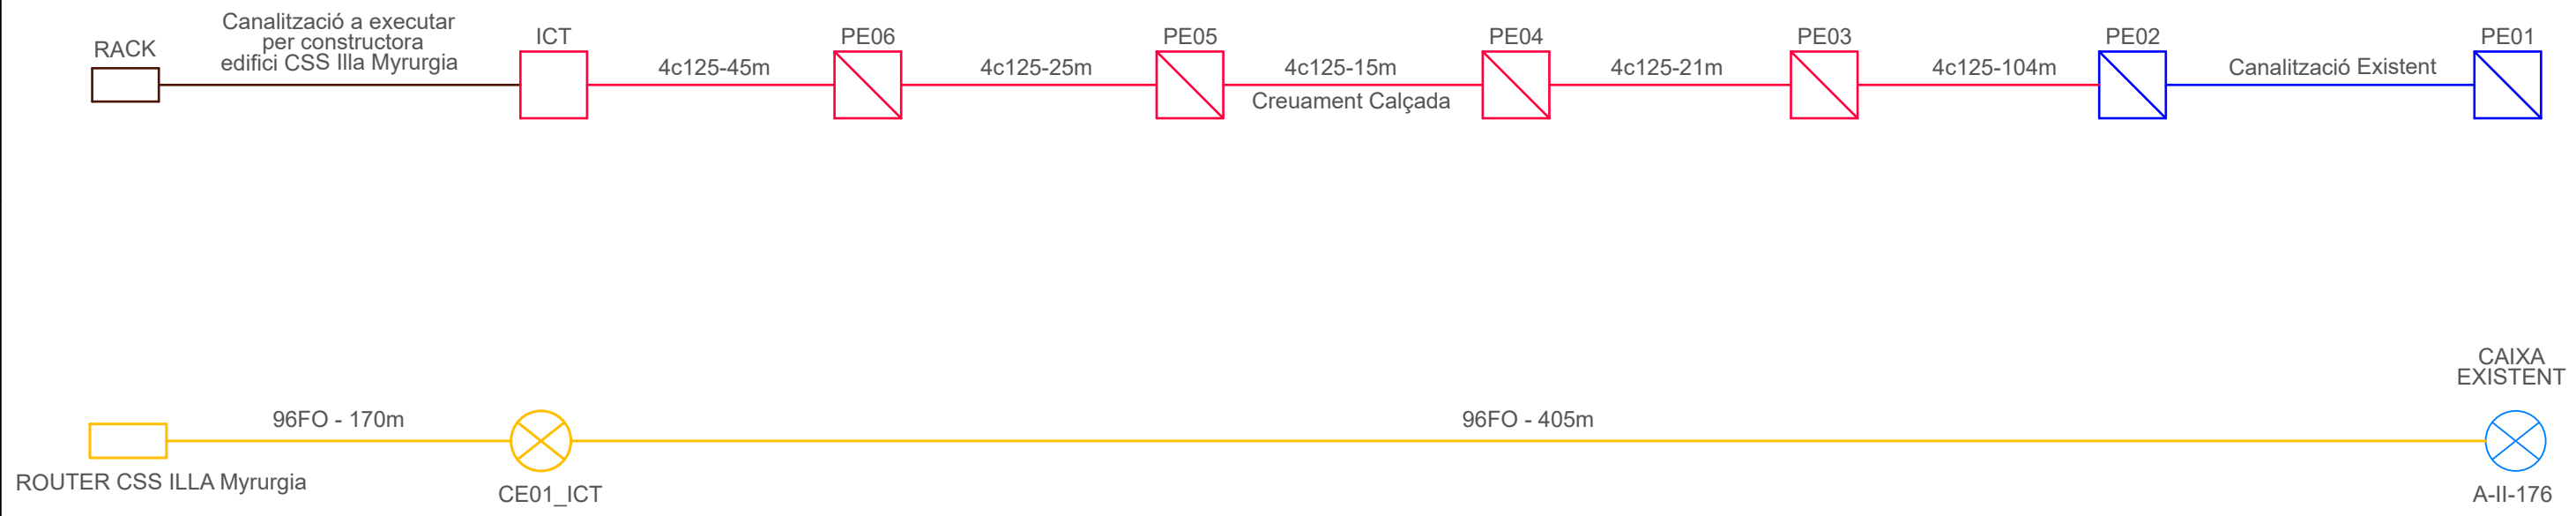 RACK
Canalització a executar
per constructora
edifici CSS Illa Myrurgia
ICT
4c125-45m
PE06
4c125-25m
PE05
4c125-15m
Creuament Calçada
PE04
4c125-21m
PE03
4c125-104m
PE02
Canalització Existent
PE01
ROUTER CSS ILLA Myrurgia
96FO - 170m
CE01_ICT
96FO - 405m
CAIXA
EXISTENT
A-II-176